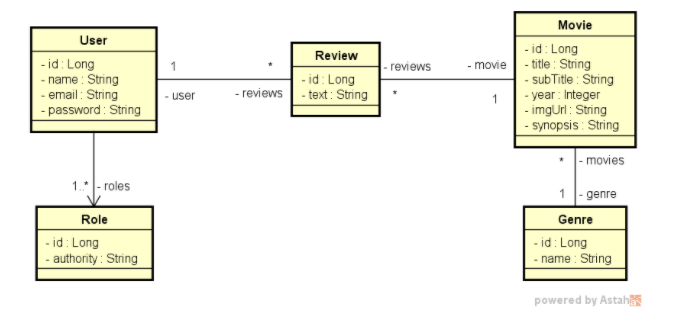 User
- id : Long
- name : String
- email : String
- password : String
1
- user
*
- reviews
Review
- id : Long
- text : String
- reviews
*
- movie
1
Movie
- id : Long
- title : String
- subTitle : String
- year : Integer
- imgUrl : String
- synopsis : String
* - movies
1 - genre
1..* - roles
Role
- id : Long
- authority : String
Genre
- id : Long
- name : String
powered by Astah